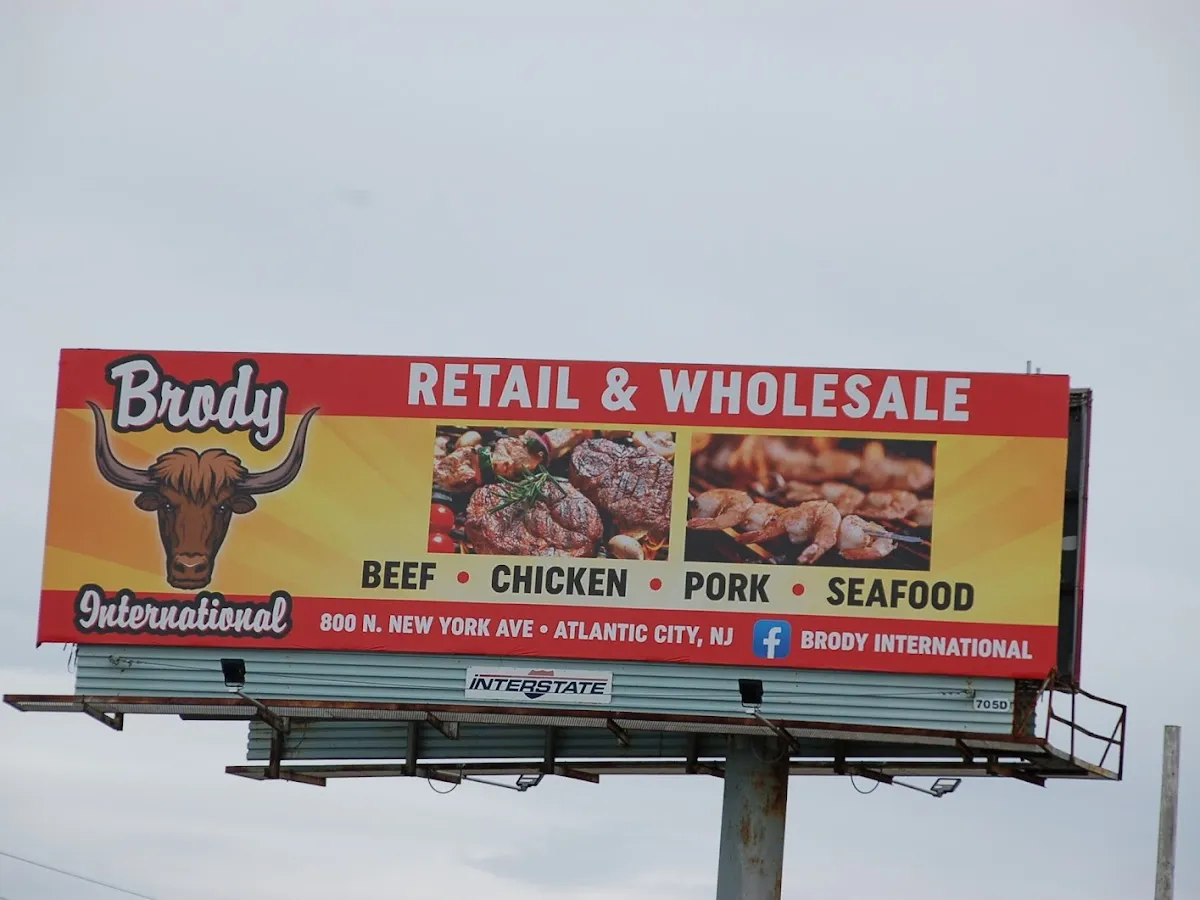 Brody
International
RETAIL & WHOLESALE
BEEF • CHICKEN • PORK • SEAFOOD
800 N. NEW YORK AVE • ATLANTIC CITY, NJ f BRODY INTERNATIONAL
INTERSTATE
705D